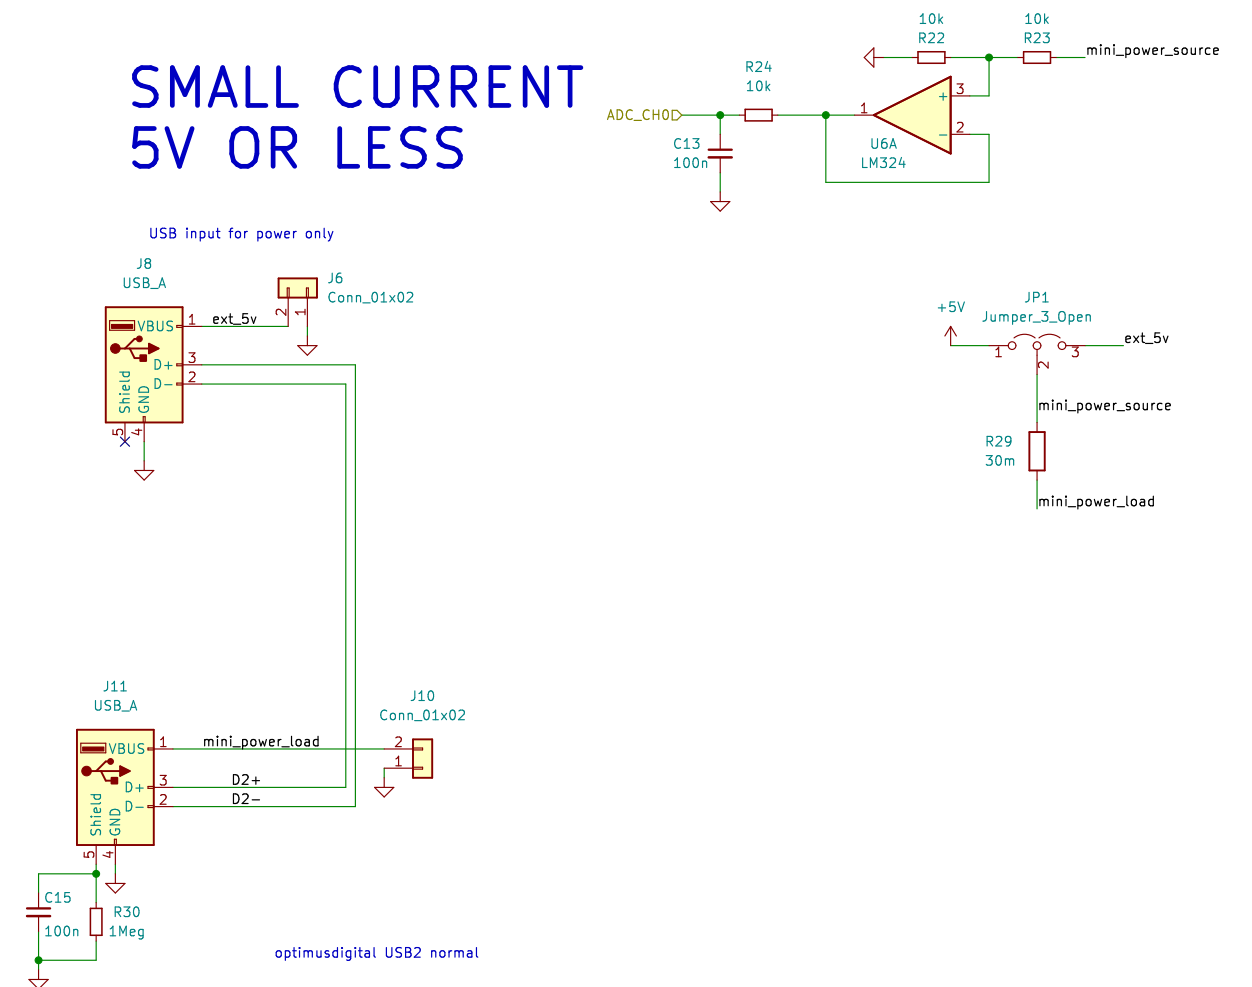 SMALL CURRENT
5V OR LESS
USB input for power only
J8
USB_A
VBUS
1
D+
3
D-
2
Shield
GND
5
4
ext_5v
J6
Conn_01x02
2
1
10k
R22
10k
R23
mini_power_source
R24
10k
ADC_CH0
C13
100n
1
+
3
-
2
U6A
LM324
+5V
JP1
Jumper_3_Open
1
2
3
ext_5v
mini_power_source
R29
30m
mini_power_load
J11
USB_A
VBUS
1
D+
3
D-
2
Shield
GND
5
4
mini_power_load
D2+
D2-
J10
Conn_01x02
2
1
C15
100n
R30
1Meg
optimusdigital USB2 normal